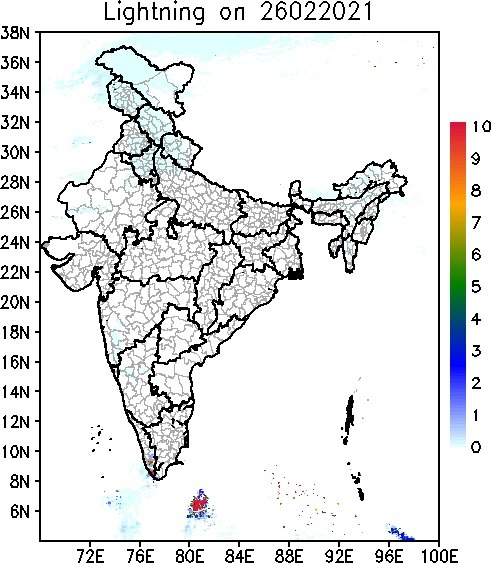 Lightning on 26022021
38N
36N
34N
32N
30N
28N
26N
24N
22N
20N
18N
16N
14N
12N
10N
8N
6N
72E 76E 80E 84E 88E 92E 96E 100E
10
9
8
7
6
5
4
3
2
1
0